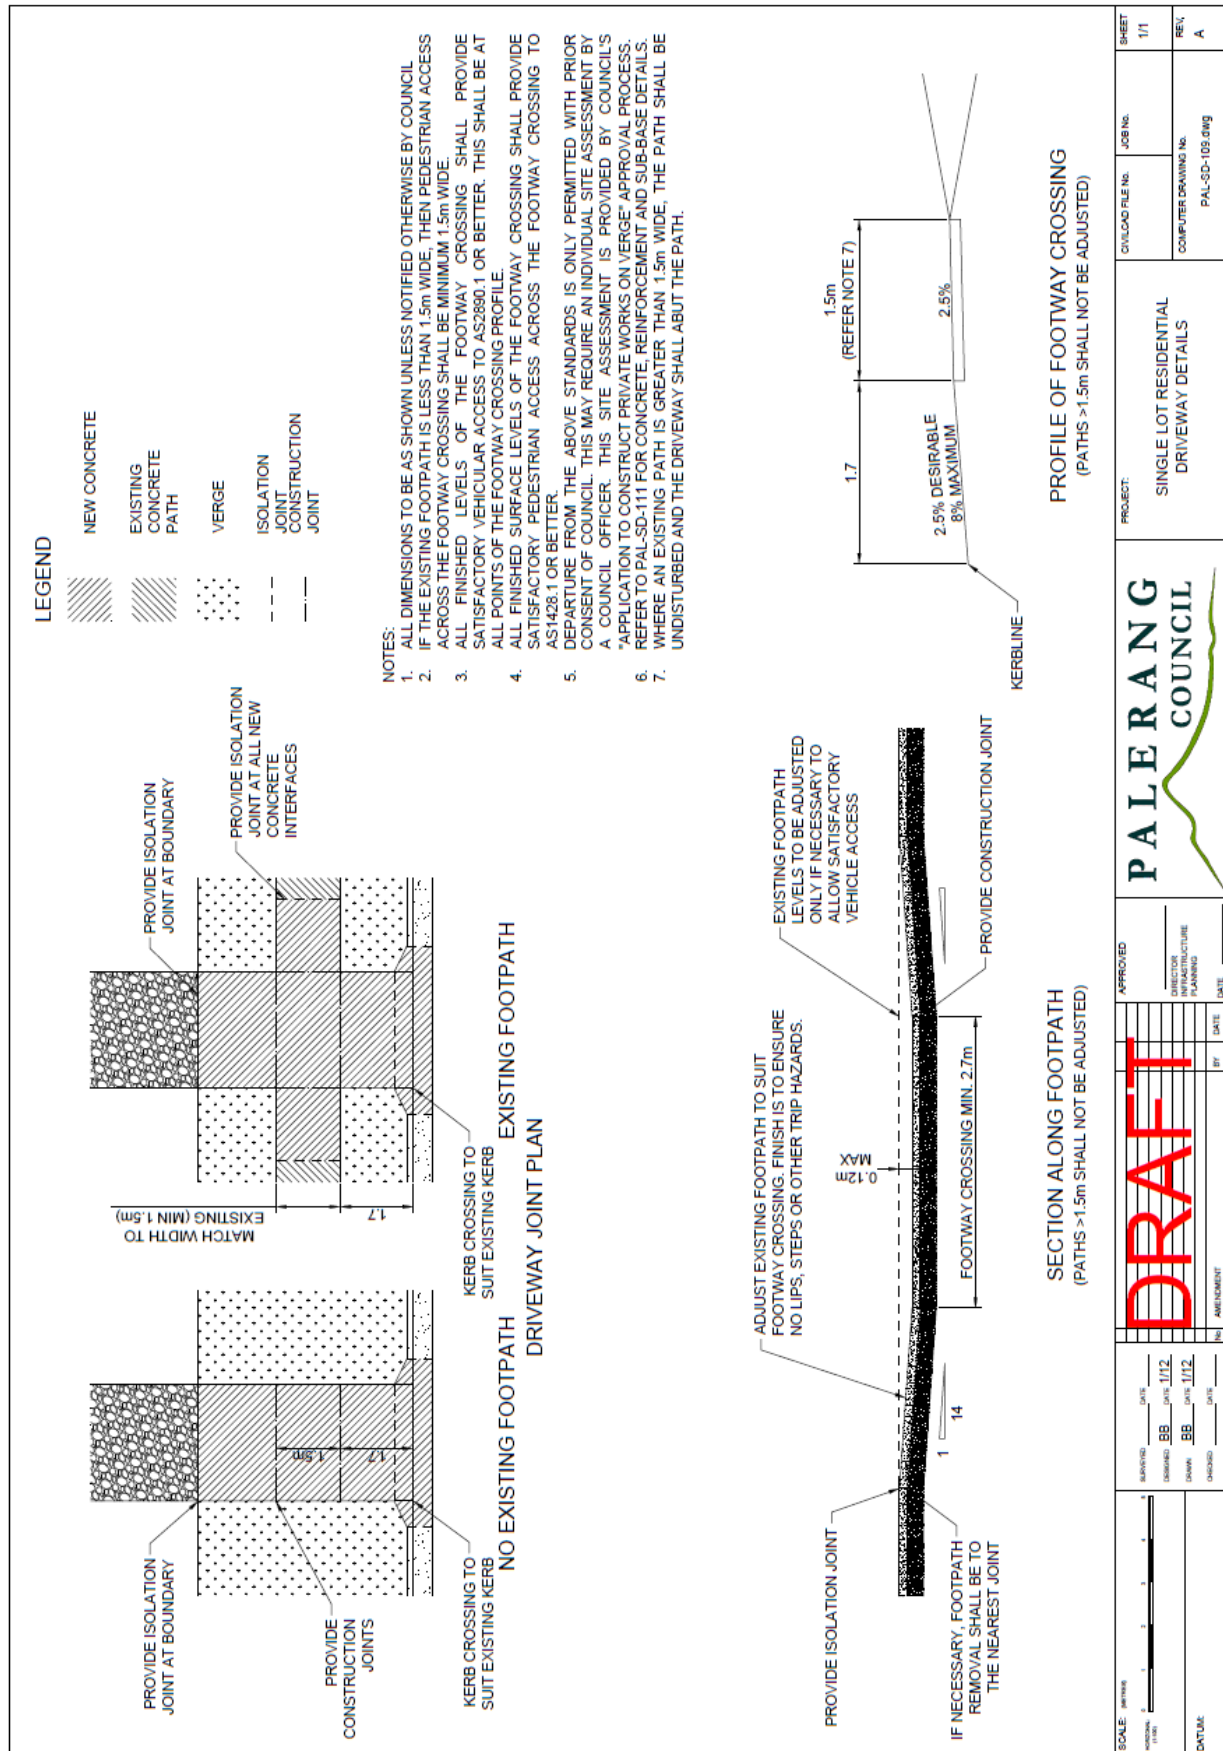 LEGEND
NEW CONCRETE
EXISTING
CONCRETE
PATH
VERGE
ISOLATION
JOINT
CONSTRUCTION
JOINT
NOTES:
1. ALL DIMENSIONS TO BE AS SHOWN UNLESS NOTIFIED OTHERWISE BY COUNCIL
2. IF THE EXISTING FOOTPATH IS LESS THAN 1.5m WIDE, THEN PEDESTRIAN ACCESS
ACROSS THE FOOTWAY CROSSING SHALL BE MINIMUM 1.5m WIDE.
3. ALL FINISHED LEVELS OF THE FOOTWAY CROSSING SHALL PROVIDE
SATISFACTORY VEHICULAR ACCESS TO AS2890.1 OR BETTER. THIS SHALL BE AT
ALL POINTS OF THE FOOTWAY CROSSING PROFILE.
4. ALL FINISHED SURFACE LEVELS OF THE FOOTWAY CROSSING SHALL PROVIDE
SATISFACTORY PEDESTRIAN ACCESS ACROSS THE FOOTWAY CROSSING TO
AS1428.1 OR BETTER.
5. DEPARTURE FROM THE ABOVE STANDARDS IS ONLY PERMITTED WITH PRIOR
CONSENT OF COUNCIL. THIS MAY REQUIRE AN INDIVIDUAL SITE ASSESSMENT BY
A COUNCIL OFFICER. THIS SITE ASSESSMENT IS PROVIDED BY COUNCIL'S
"APPLICATION TO CONSTRUCT PRIVATE WORKS ON VERGE" APPROVAL PROCESS.
6. REFER TO PAL-SD-111 FOR CONCRETE, REINFORCEMENT AND SUB-BASE DETAILS.
7. WHERE AN EXISTING PATH IS GREATER THAN 1.5m WIDE, THE PATH SHALL BE
UNDISTURBED AND THE DRIVEWAY SHALL ABUT THE PATH.
PROVIDE ISOLATION
JOINT AT BOUNDARY
PROVIDE
CONSTRUCTION
JOINTS
KERB CROSSING TO
SUIT EXISTING KERB
1.5m
1.7
NO EXISTING FOOTPATH
MATCH WIDTH TO
EXISTING (MIN 1.5m)
1.7
PROVIDE ISOLATION
JOINT AT BOUNDARY
PROVIDE ISOLATION
JOINT AT ALL NEW
CONCRETE
INTERFACES
KERB CROSSING TO
SUIT EXISTING KERB
EXISTING FOOTPATH
DRIVEWAY JOINT PLAN
PROVIDE ISOLATION JOINT
IF NECESSARY, FOOTPATH
REMOVAL SHALL BE TO
THE NEAREST JOINT
ADJUST EXISTING FOOTPATH TO SUIT
FOOTWAY CROSSING. FINISH IS TO ENSURE
NO LIPS, STEPS OR OTHER TRIP HAZARDS.
1
14
0.12m
MAX
FOOTWAY CROSSING MIN. 2.7m
EXISTING FOOTPATH
LEVELS TO BE ADJUSTED
ONLY IF NECESSARY TO
ALLOW SATISFACTORY
VEHICLE ACCESS
PROVIDE CONSTRUCTION JOINT
SECTION ALONG FOOTPATH
(PATHS >1.5m SHALL NOT BE ADJUSTED)
1.7
1.5m
(REFER NOTE 7)
2.5% DESIRABLE
8% MAXIMUM
2.5%
KERBLINE
PROFILE OF FOOTWAY CROSSING
(PATHS >1.5m SHALL NOT BE ADJUSTED)
SCALE: (METRES)
HORIZONTAL
(1:100)
0 1 2 3 4 5
DATUM:
SURVEYED DATE
DESIGNED BB DATE 1/12
DRAWN BB DATE 1/12
CHECKED DATE
DRAFT
No AMENDMENT BY DATE
APPROVED
DIRECTOR
INFRASTRUCTURE
PLANNING
DATE
PALERANG
COUNCIL
PROJECT:
SINGLE LOT RESIDENTIAL
DRIVEWAY DETAILS
CIVILCAD FILE No.
JOB No.
SHEET
1/1
COMPUTER DRAWING No.
PAL-SD-109.dwg
REV.
A